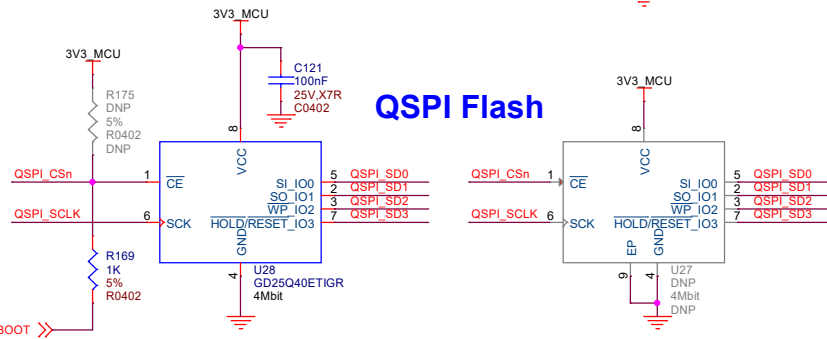 3V3_MCU
3V3_MCU
R175
DNP
5%
R0402
DNP
C121
100nF
25V,X7R
C0402
QSPI Flash
3V3_MCU
8
VCC
QSPI_CSn
1
CE
QSPI_SCLK
6
SCK
SI_IO0
SO_IO1
WP_IO2
HOLD/RESET_IO3
GND
5
2
3
7
QSPI_SD0
QSPI_SD1
QSPI_SD2
QSPI_SD3
4
U28
GD25Q40ETIGR
4Mbit
R169
1K
5%
R0402
BOOT
8
VCC
QSPI_CSn
1
CE
QSPI_SCLK
6
SCK
SI_IO0
SO_IO1
WP_IO2
HOLD/RESET_IO3
EP
GND
5
2
3
7
QSPI_SD0
QSPI_SD1
QSPI_SD2
QSPI_SD3
9
4
U27
DNP
4Mbit
DNP